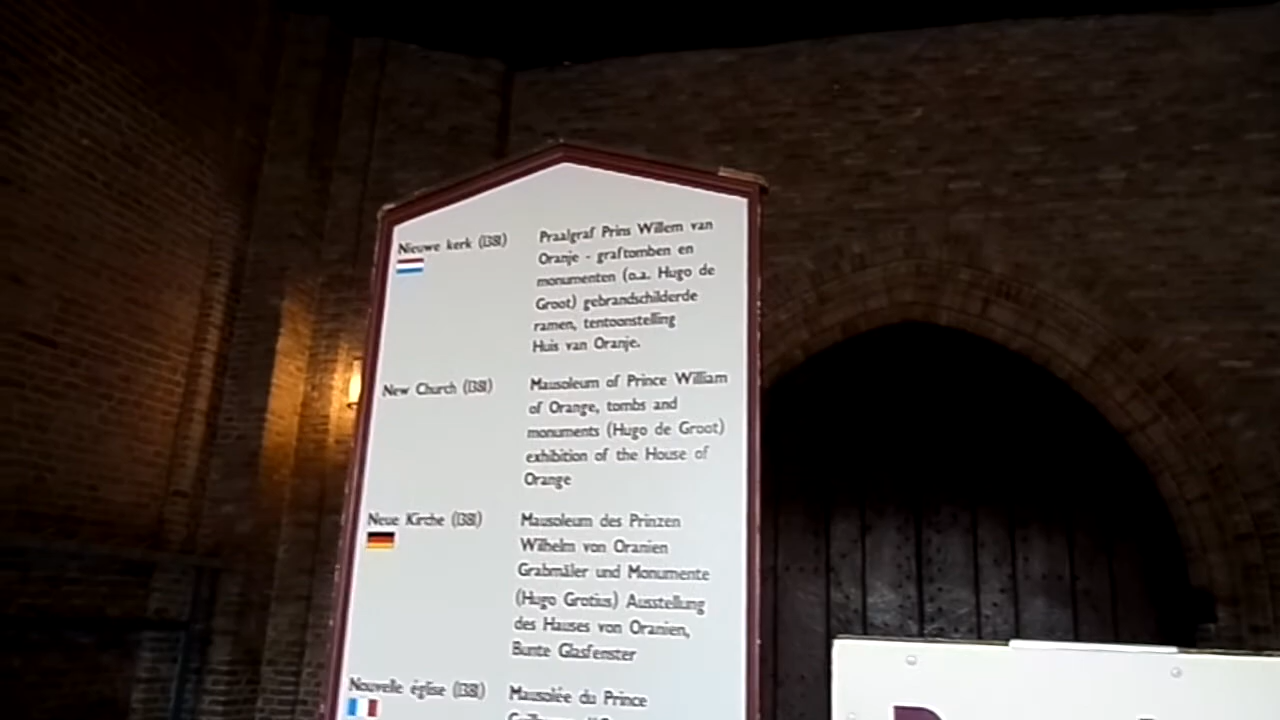 Nieuwe kerk (1381)
Praalgraf Prins Willem van
Oranje - graftomben en
monumenten (o.a. Hugo de
Groot) gebrandschilderde
ramen, tentoonstelling
Huis van Oranje.
New Church (1381)
Mausoleum of Prince William
of Orange, tombs and
monuments (Hugo de Groot)
exhibition of the House of
Orange
Neue Kirche (1381)
Mausoleum des Prinzen
Wilhelm von Oranien
Grabmäler und Monumente
(Hugo Grotius) Ausstellung
des Hauses von Oranien,
Bunte Glasfenster
Nouvelle église (1381)
Mausolée du Prince